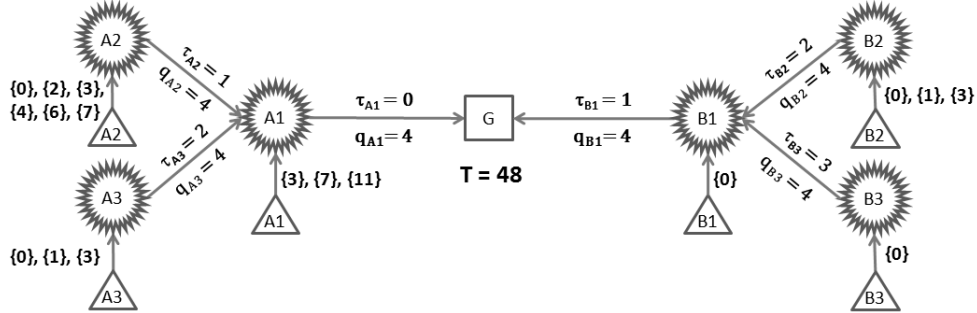 A2
{0}, {2}, {3},
{4}, {6}, {7}
A2
τA2 = 1
qA2 = 4
A1
τA3 = 2
qA3 = 4
A3
{0}, {1}, {3}
A3
{3}, {7}, {11}
A1
τA1 = 0
qA1 = 4
G
T = 48
τB1 = 1
qB1 = 4
B1
{0}
B1
τB2 = 2
qB2 = 4
B2
{0}, {1}, {3}
B2
τB3 = 3
qB3 = 4
B3
{0}
B3